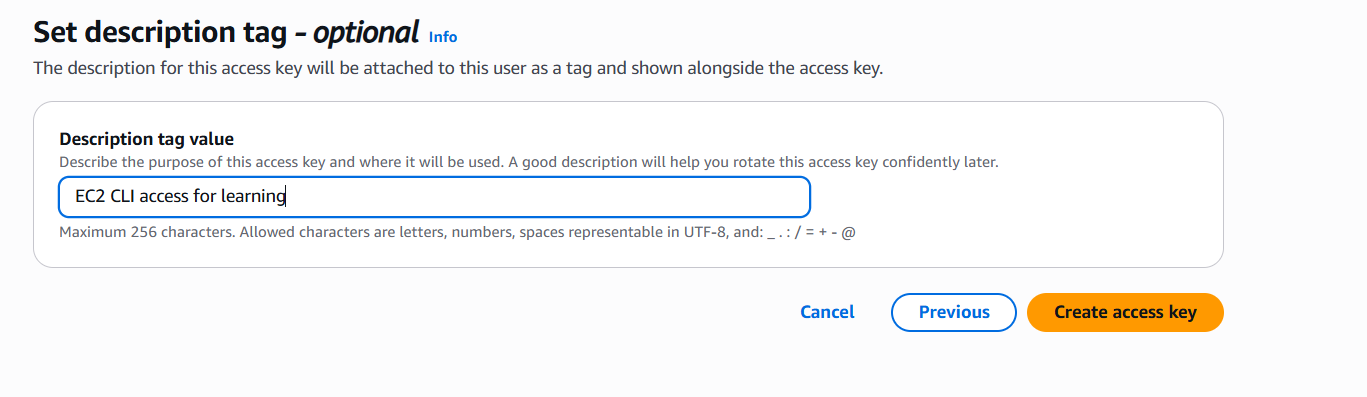 Set description tag - optional Info
The description for this access key will be attached to this user as a tag and shown alongside the access key.
Description tag value
Describe the purpose of this access key and where it will be used. A good description will help you rotate this access key confidently later.
EC2 CLI access for learning
Maximum 256 characters. Allowed characters are letters, numbers, spaces representable in UTF-8, and: _ . : / = + - @
Cancel Previous Create access key